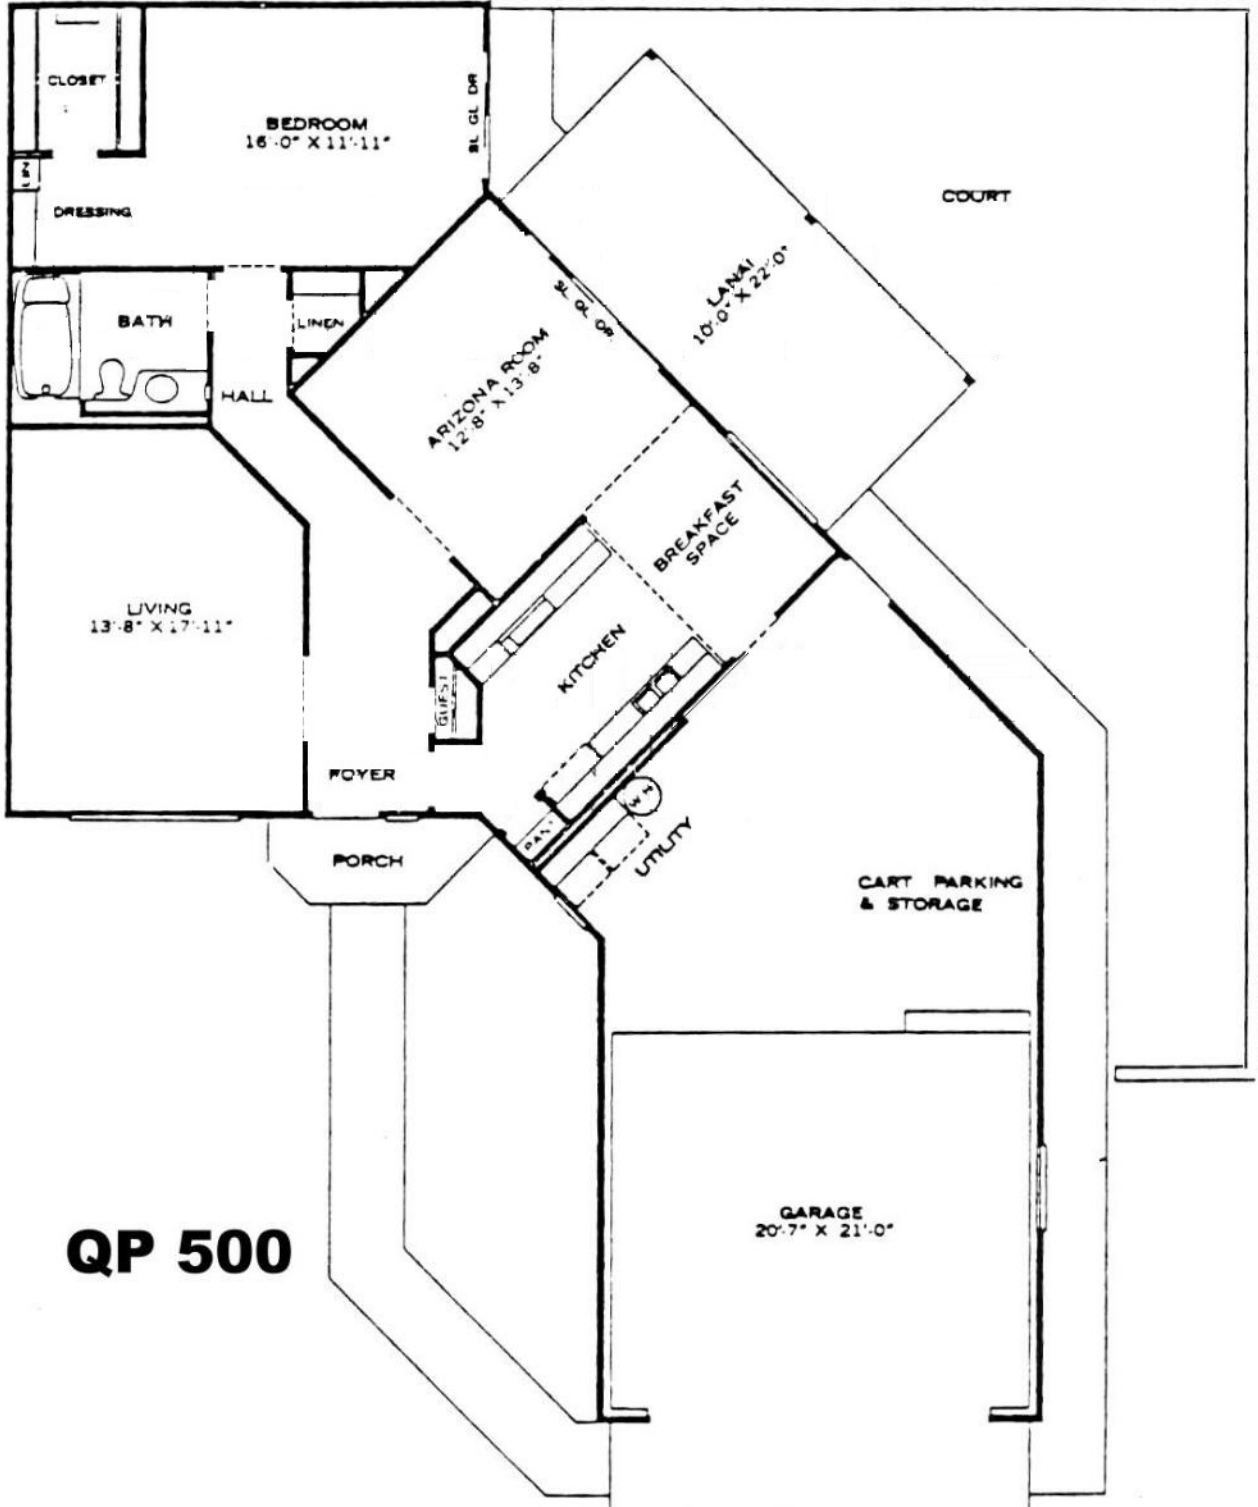 CLOSET
BEDROOM
16'-0" X 11'-11"
SL GL DR
LIN
DRESSING
COURT
LANAI
10'-0" X 22'-0"
SL GL DR
BATH
LINEN
HALL
ARIZONA ROOM
12'-8" X 13'-8"
BREAKFAST
SPACE
LIVING
13'-8" X 17'-11"
KITCHEN
GUEST
FOYER
WH
PAN
UTILITY
PORCH
CART PARKING
& STORAGE
GARAGE
20'-7" X 21'-0"
QP 500